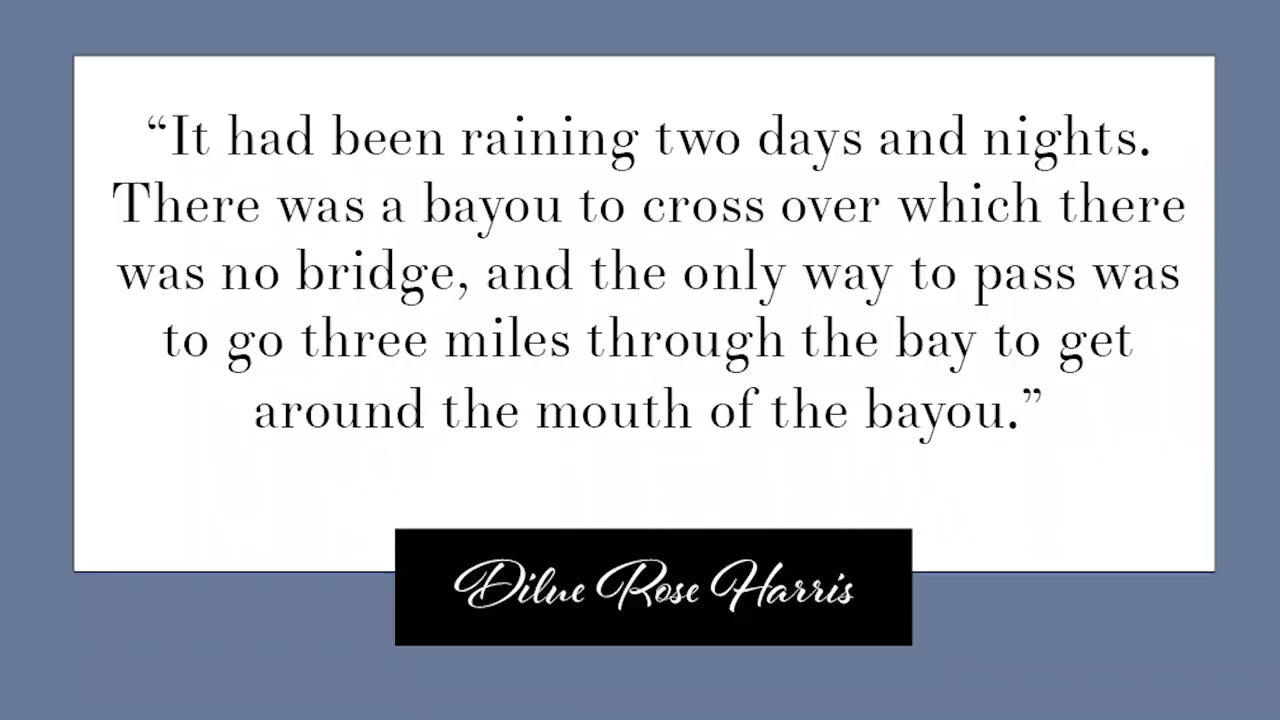 “It had been raining two days and nights.
There was a bayou to cross over which there
was no bridge, and the only way to pass was
to go three miles through the bay to get
around the mouth of the bayou.”
Dilue Rose Harris